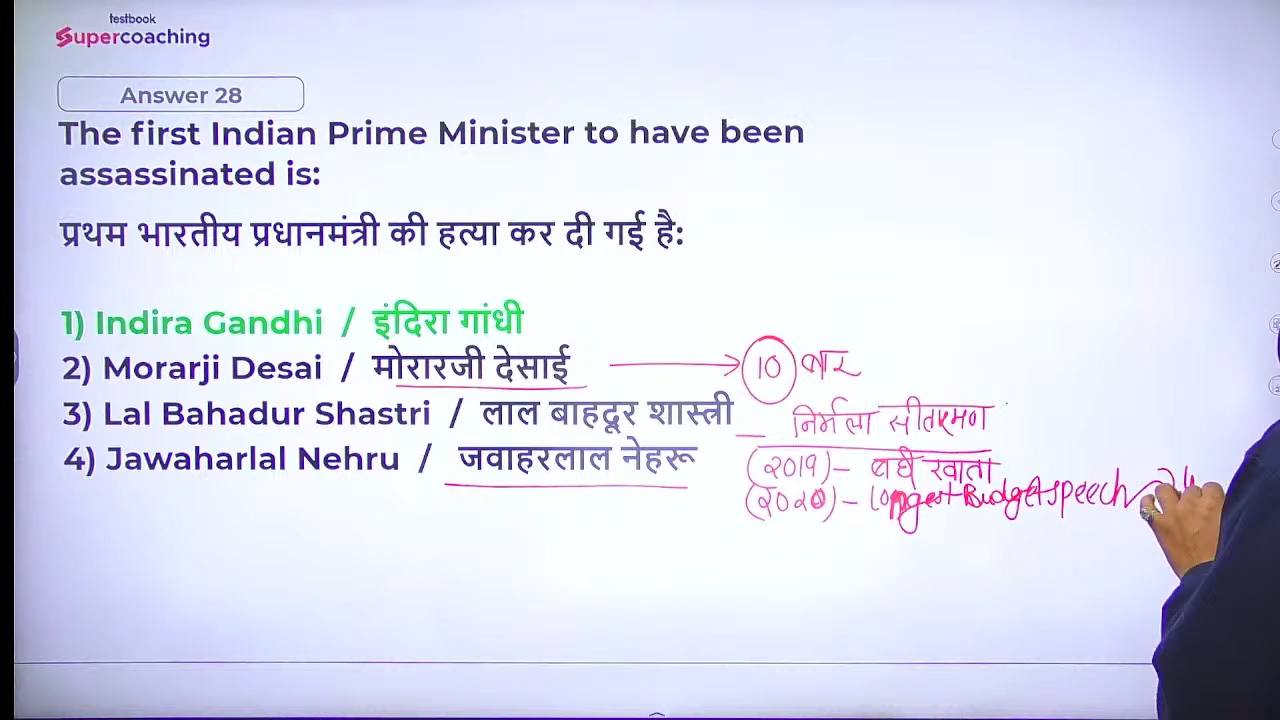 testbook
Supercoaching
Answer 28
The first Indian Prime Minister to have been
assassinated is:
प्रथम भारतीय प्रधानमंत्री की हत्या कर दी गई है:
1) Indira Gandhi / इंदिरा गांधी
2) Morarji Desai / मोरारजी देसाई
10 बार
3) Lal Bahadur Shastri / लाल बाहदूर शास्त्री
निर्मला सीतारमण
4) Jawaharlal Nehru / जवाहरलाल नेहरू
(2019) - बही खाता
(2020) - Longest Budget speech